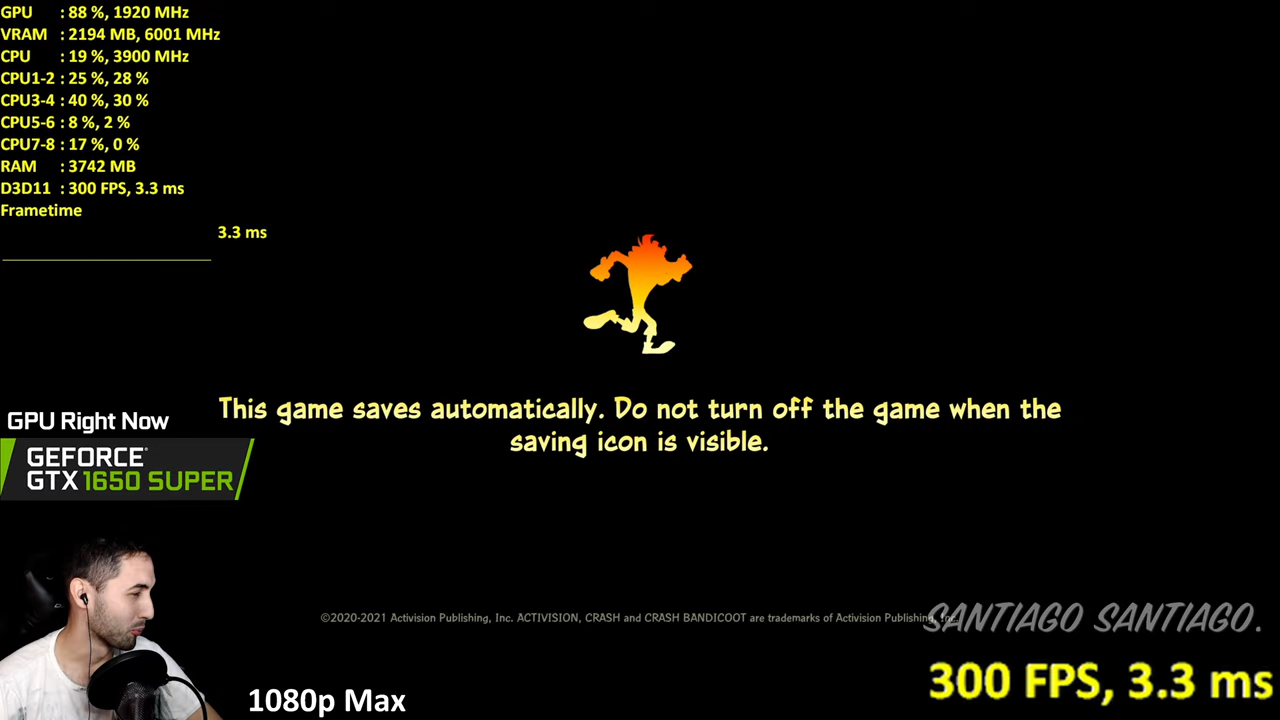 GPU : 88 %, 1920 MHz
VRAM : 2194 MB, 6001 MHz
CPU : 19 %, 3900 MHz
CPU1-2 : 25 %, 28 %
CPU3-4 : 40 %, 30 %
CPU5-6 : 8 %, 2 %
CPU7-8 : 17 %, 0 %
RAM : 3742 MB
D3D11 : 300 FPS, 3.3 ms
Frametime
3.3 ms
This game saves automatically. Do not turn off the game when the
saving icon is visible.
GPU Right Now
GEFORCE®
GTX 1650 SUPER
©2020-2021 Activision Publishing, Inc. ACTIVISION, CRASH and CRASH BANDICOOT are trademarks of Activision Publishing, Inc.
SANTIAGO SANTIAGO.
300 FPS, 3.3 ms
1080p Max